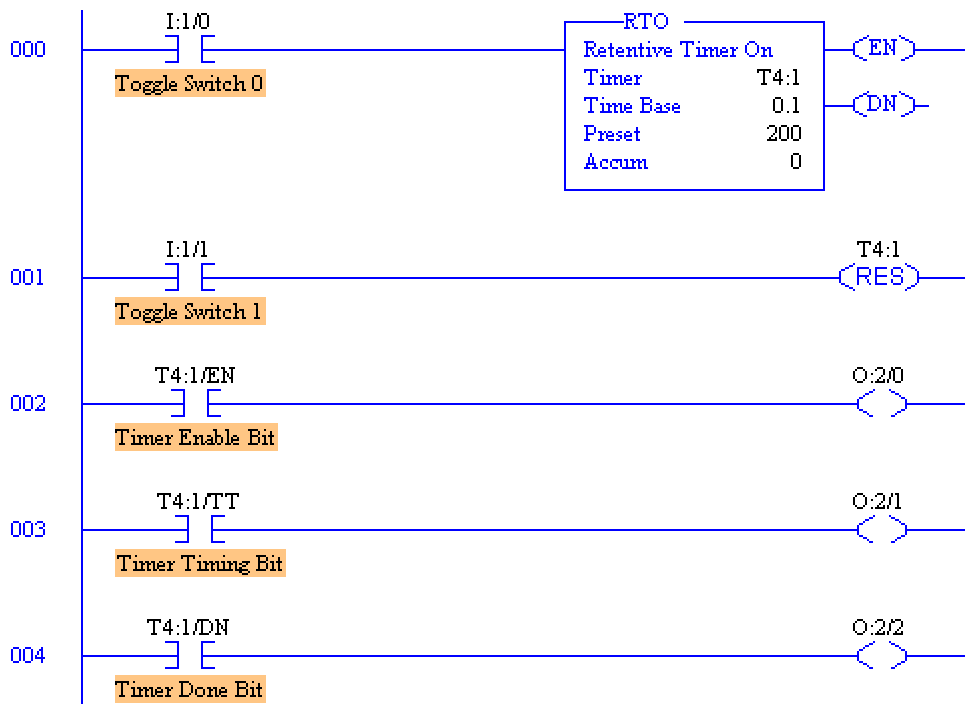 I:1/0
RTO
000
Retentive Timer On
EN
Toggle Switch 0
Timer T4:1
Time Base 0.1
DN
Preset 200
Accum 0
I:1/1
T4:1
001
RES
Toggle Switch 1
T4:1/EN
O:2/0
002
Timer Enable Bit
T4:1/TT
O:2/1
003
Timer Timing Bit
T4:1/DN
O:2/2
004
Timer Done Bit